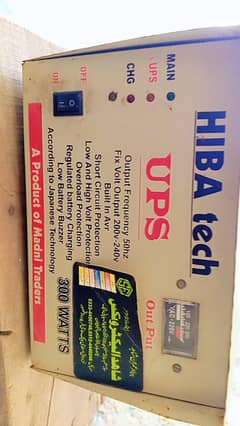 HIBA tech
UPS
MAIN
UPS
CHG
OFF
ON
Output Frequency 50hz
Fix Volt Output 200v-240v
Built in Avr
Short Circuit Protection
Low And High Volt Protection
Overload Protection
Regulated battery Charging
Low Battery Buzzer
According to Japanese Technology
300 WATTS
A Product of Madni Traders
Out Put
شاهد الیکٹرونکس